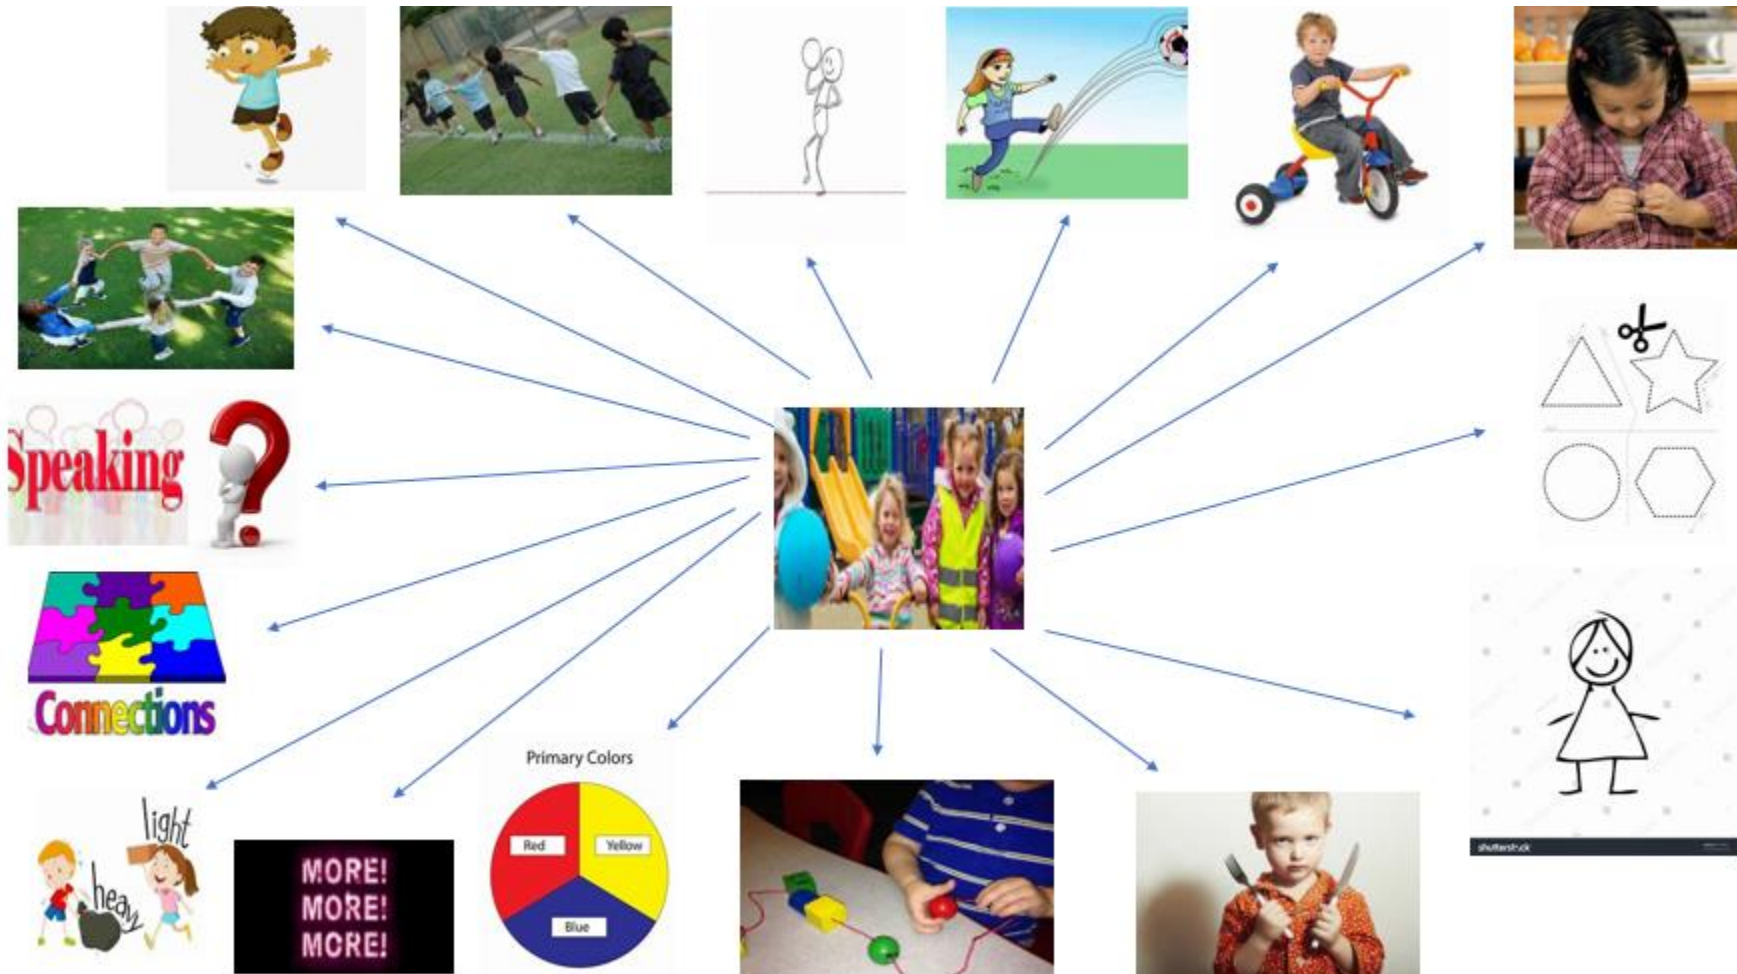 Speaking
Connections
light
heavy
MORE!
MORE!
MORE!
Primary Colors
Red
Yellow
Blue
shutterstock